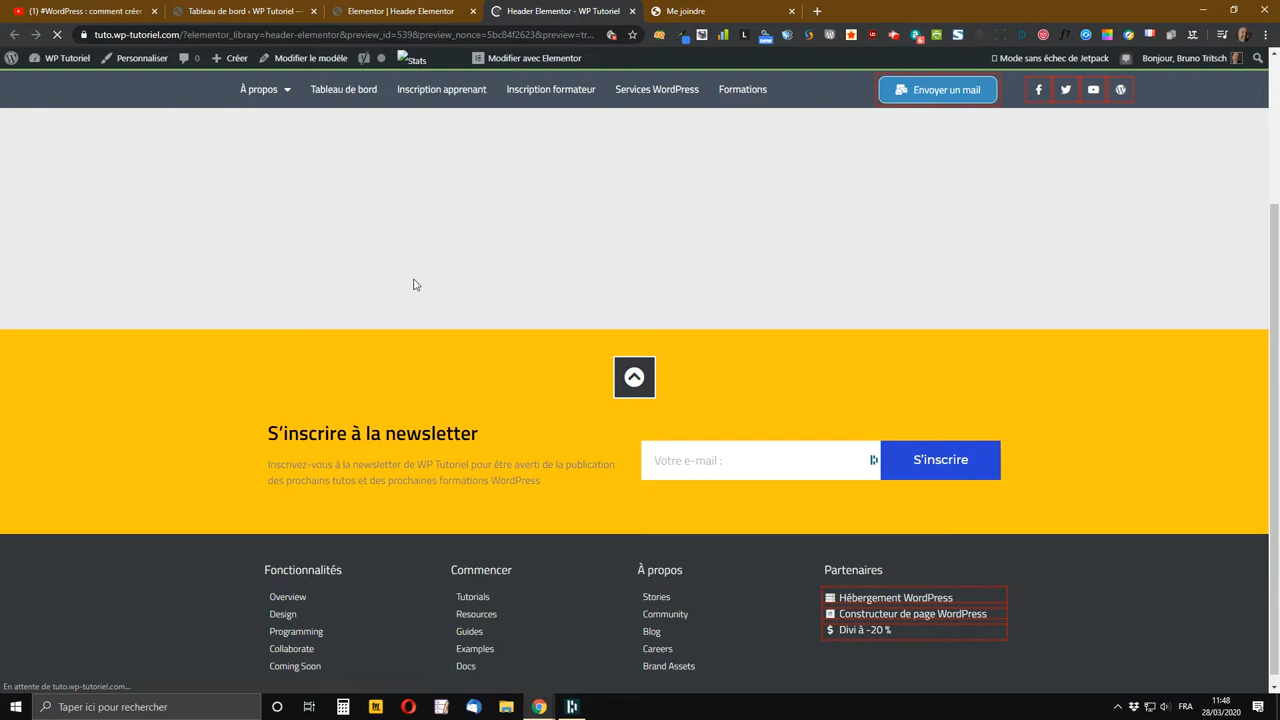 (1) #WordPress : comment créer
Tableau de bord ‹ WP Tutoriel —
Elementor | Header Elementor
Header Elementor - WP Tutoriel
Me joindre
tuto.wp-tutoriel.com/?elementor_library=header-elementor&preview_id=539&preview_nonce=5bc84f2623&preview=tr...
WP Tutoriel
Personnaliser
0
Créer
Modifier le modèle
Stats
Modifier avec Elementor
Mode sans échec de Jetpack
Bonjour, Bruno Tritsch
À propos
Tableau de bord
Inscription apprenant
Inscription formateur
Services WordPress
Formations
Envoyer un mail
S'inscrire à la newsletter
Inscrivez-vous à la newsletter de WP Tutoriel pour être averti de la publication
des prochains tutos et des prochaines formations WordPress
Votre e-mail :
S'inscrire
Fonctionnalités
Overview
Design
Programming
Collaborate
Coming Soon
Commencer
Tutorials
Resources
Guides
Examples
Docs
À propos
Stories
Community
Blog
Careers
Brand Assets
Partenaires
Hébergement WordPress
Constructeur de page WordPress
Divi à -20 %
En attente de tuto.wp-tutoriel.com...
Taper ici pour rechercher
FRA
11:48
28/03/2020